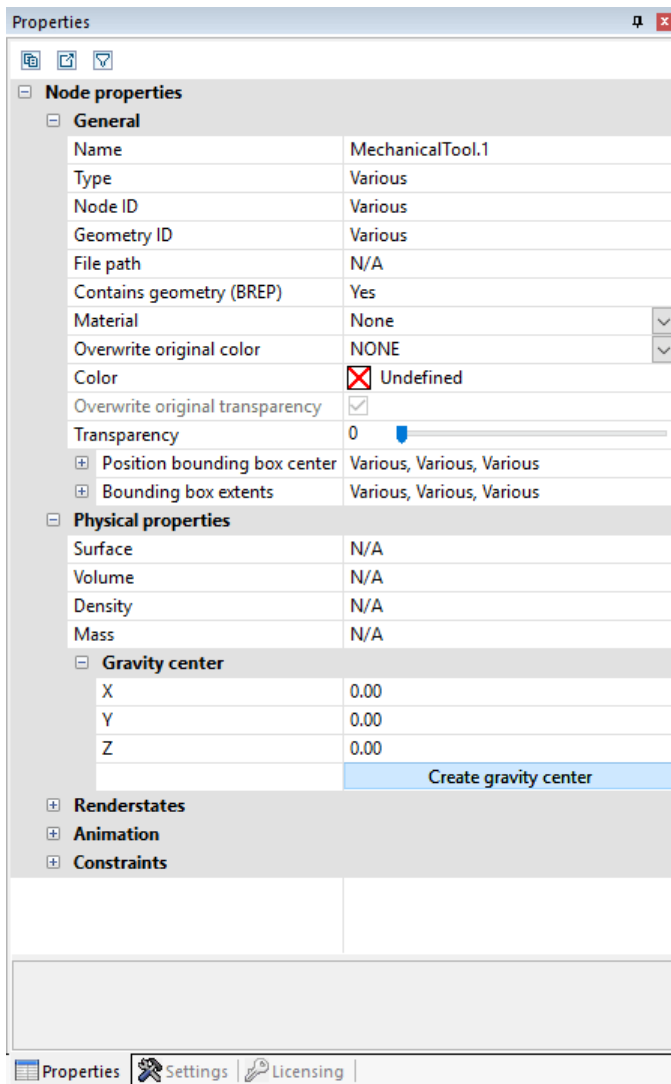 Properties
Node properties
General
Name MechanicalTool.1
Type Various
Node ID Various
Geometry ID Various
File path N/A
Contains geometry (BREP) Yes
Material None
Overwrite original color NONE
Color Undefined
Overwrite original transparency
Transparency 0
Position bounding box center Various, Various, Various
Bounding box extents Various, Various, Various
Physical properties
Surface N/A
Volume N/A
Density N/A
Mass N/A
Gravity center
X 0.00
Y 0.00
Z 0.00
Create gravity center
Renderstates
Animation
Constraints
Properties Settings Licensing